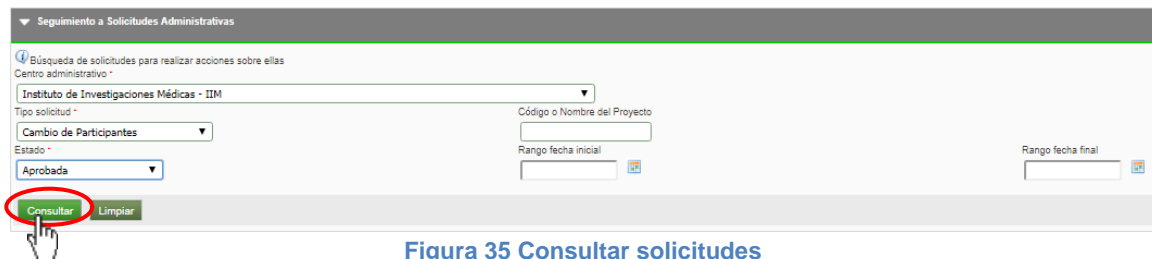 Seguimiento a Solicitudes Administrativas
Búsqueda de solicitudes para realizar acciones sobre ellas
Centro administrativo *
Instituto de Investigaciones Médicas - IIM
Tipo solicitud * Código o Nombre del Proyecto
Cambio de Participantes
Estado * Rango fecha inicial Rango fecha final
Aprobada
Consultar Limpiar
Figura 35 Consultar solicitudes